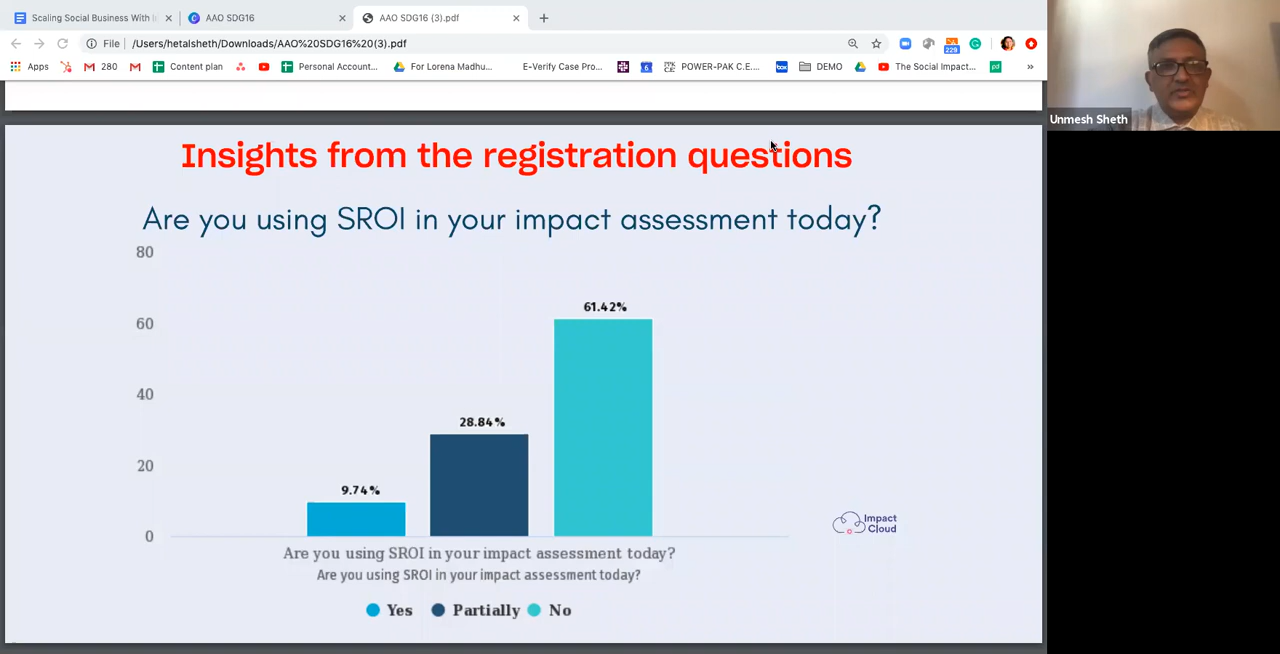 Scaling Social Business With
AAO SDG16
AAO SDG16 (3).pdf
File
/Users/hetalsheth/Downloads/AAO%20SDG16%20(3).pdf
229
Apps
280
Content plan
Personal Account...
For Lorena Madhu...
E-Verify Case Pro...
6
POWER-PAK C.E....
box
DEMO
The Social Impact...
pd
»
Unmesh Sheth
Insights from the registration questions
Are you using SROI in your impact assessment today?
80
61.42%
60
40
28.84%
20
9.74%
0
Impact
Cloud
Are you using SROI in your impact assessment today?
Are you using SROI in your impact assessment today?
Yes
Partially
No